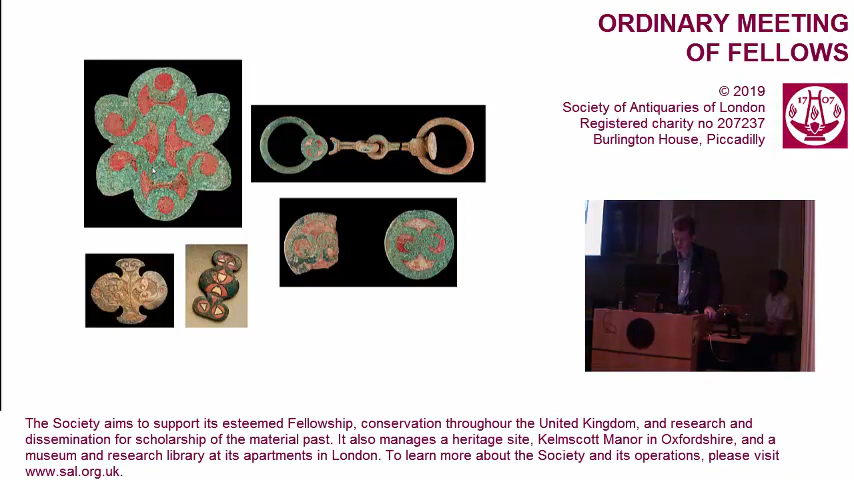 ORDINARY MEETING
OF FELLOWS
© 2019
Society of Antiquaries of London
Registered charity no 207237
Burlington House, Piccadilly
17 07
The Society aims to support its esteemed Fellowship, conservation throughour the United Kingdom, and research and
dissemination for scholarship of the material past. It also manages a heritage site, Kelmscott Manor in Oxfordshire, and a
museum and research library at its apartments in London. To learn more about the Society and its operations, please visit
www.sal.org.uk.